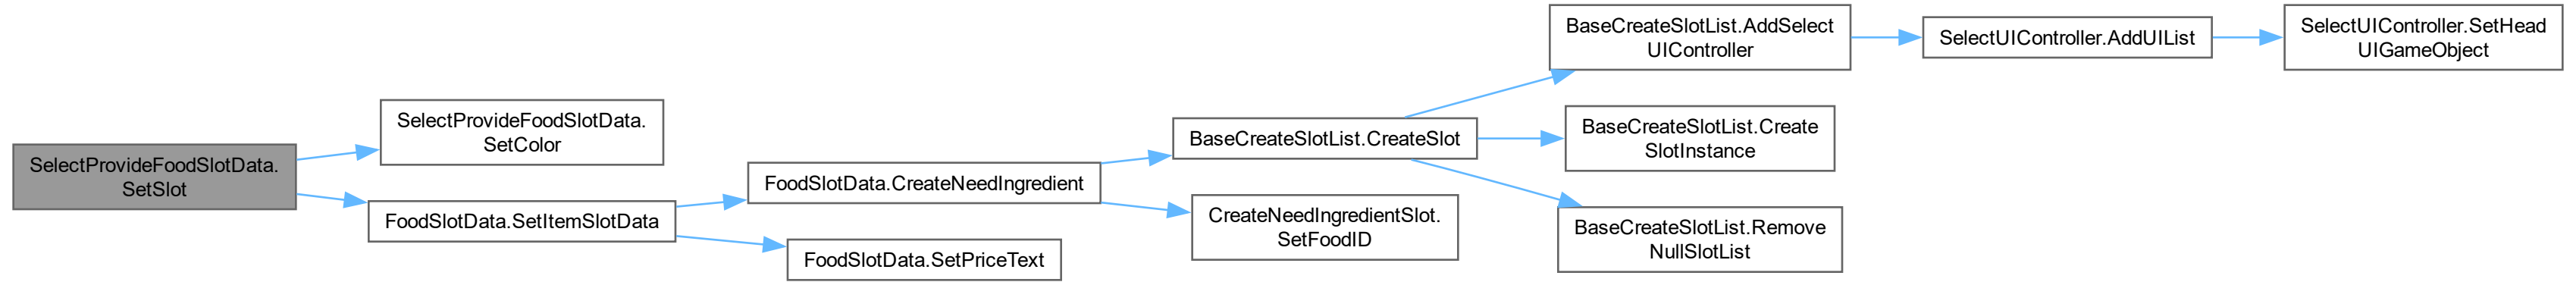 SelectProvideFoodSlotData.
SetSlot
SelectProvideFoodSlotData.
SetColor
FoodSlotData.SetItemSlotData
FoodSlotData.CreateNeedIngredient
FoodSlotData.SetPriceText
BaseCreateSlotList.CreateSlot
CreateNeedIngredientSlot.
SetFoodID
BaseCreateSlotList.AddSelect
UIController
BaseCreateSlotList.Create
SlotInstance
BaseCreateSlotList.Remove
NullSlotList
SelectUIController.AddUIList
SelectUIController.SetHead
UIGameObject